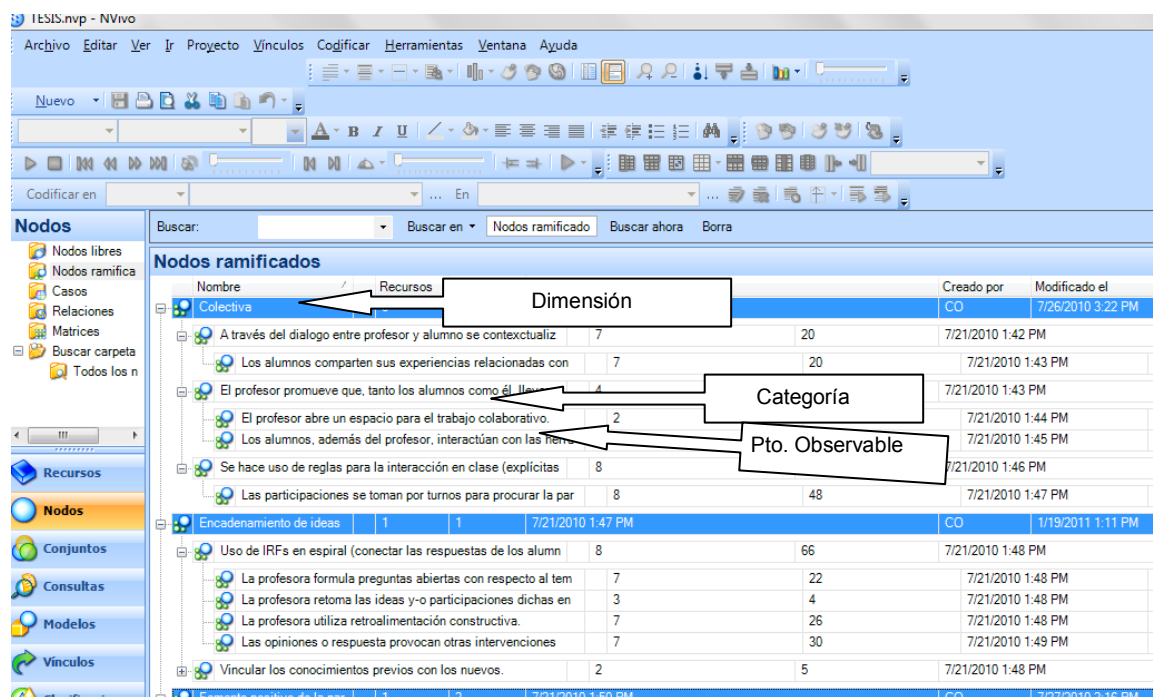 TESIS.nvp - NVivo
Archivo Editar Ver Ir Proyecto Vínculos Codificar Herramientas Ventana Ayuda
Nuevo
A B I U
Codificar en ... En ...
Nodos
Buscar: Buscar en Nodos ramificado Buscar ahora Borra
Nodos libres
Nodos ramifica
Casos
Relaciones
Matrices
Buscar carpeta
Todos los n
Recursos
Nodos
Conjuntos
Consultas
Modelos
Vínculos
Nodos ramificados
Nombre Recursos Creado por Modificado el
Colectiva CO 7/26/2010 3:22 PM
Dimensión
A través del dialogo entre profesor y alumno se contexctualiz 7 20 7/21/2010 1:42 PM
Los alumnos comparten sus experiencias relacionadas con 7 20 7/21/2010 1:43 PM
El profesor promueve que, tanto los alumnos como él, 4 7/21/2010 1:43 PM
Categoría
El profesor abre un espacio para el trabajo colaborativo. 2 7/21/2010 1:44 PM
Los alumnos, además del profesor, interactúan con las 7/21/2010 1:45 PM
Pto. Observable
Se hace uso de reglas para la interacción en clase (explícitas 8 7/21/2010 1:46 PM
Las participaciones se toman por turnos para procurar la par 8 48 7/21/2010 1:47 PM
Encadenamiento de ideas 1 1 7/21/2010 1:47 PM CO 1/19/2011 1:11 PM
Uso de IRFs en espiral (conectar las respuestas de los alumn 8 66 7/21/2010 1:48 PM
La profesora formula preguntas abiertas con respecto al tem 7 22 7/21/2010 1:48 PM
La profesora retoma las ideas y-o participaciones dichas en 3 4 7/21/2010 1:48 PM
La profesora utiliza retroalimentación constructiva. 7 26 7/21/2010 1:48 PM
Las opiniones o respuesta provocan otras intervenciones 7 30 7/21/2010 1:49 PM
Vincular los conocimientos previos con los nuevos. 2 5 7/21/2010 1:48 PM